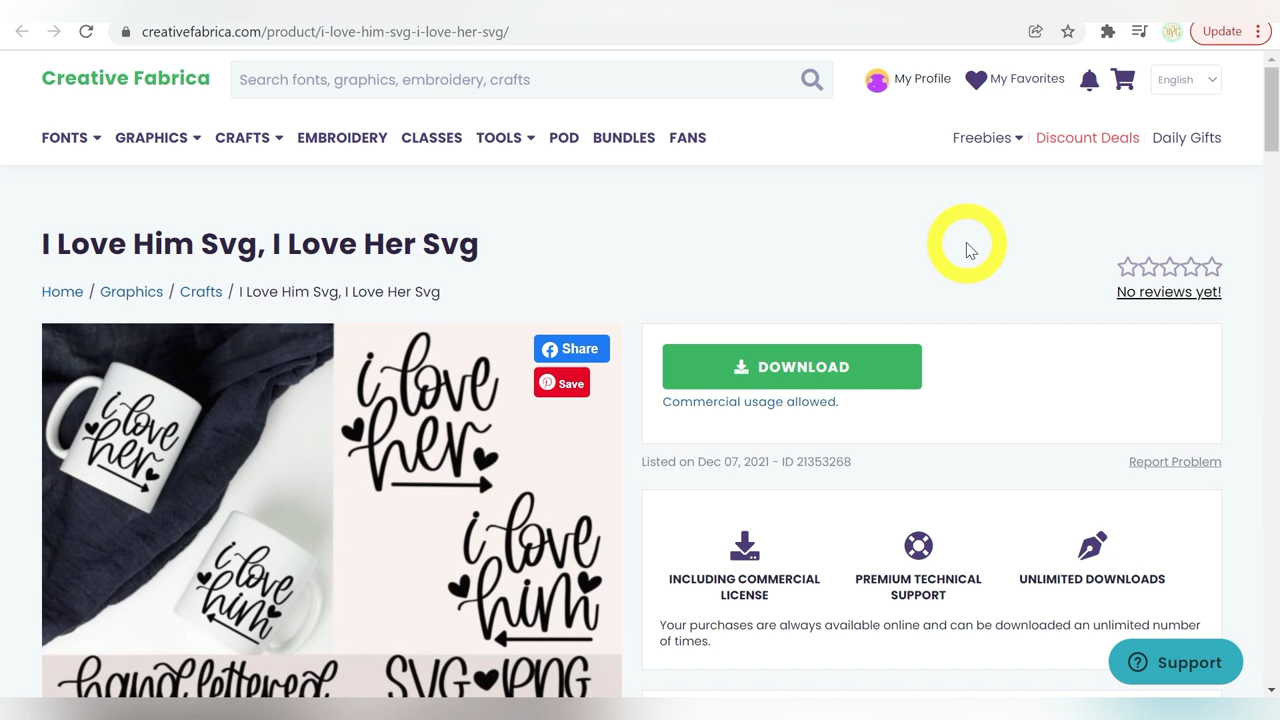 creativefabrica.com/product/i-love-him-svg-i-love-her-svg/
Update
Creative Fabrica
Search fonts, graphics, embroidery, crafts
My Profile
My Favorites
English
FONTS
GRAPHICS
CRAFTS
EMBROIDERY
CLASSES
TOOLS
POD
BUNDLES
FANS
Freebies
Discount Deals
Daily Gifts
I Love Him Svg, I Love Her Svg
No reviews yet!
Home / Graphics / Crafts / I Love Him Svg, I Love Her Svg
Share
Save
i love
her
i love
her
i love
him
i love
him
hand lettered
SVG PNG
DOWNLOAD
Commercial usage allowed.
Listed on Dec 07, 2021 - ID 21353268
Report Problem
INCLUDING COMMERCIAL
LICENSE
PREMIUM TECHNICAL
SUPPORT
UNLIMITED DOWNLOADS
Your purchases are always available online and can be downloaded an unlimited number
of times.
Support